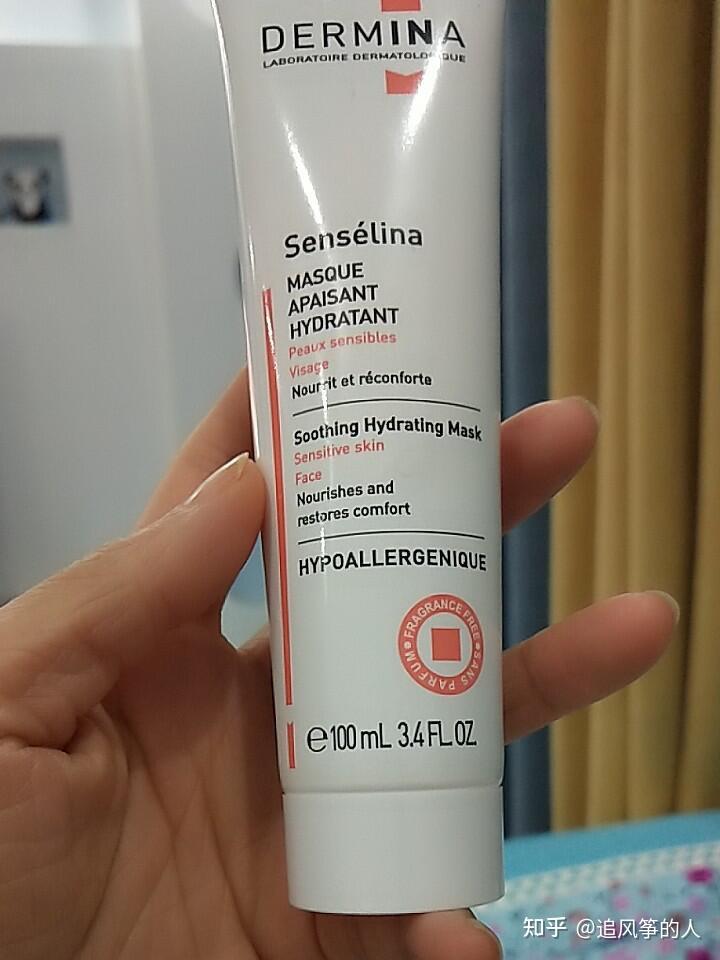 DERMINA
LABORATOIRE DERMATOLOGIQUE
Sensélina
MASQUE
APAISANT
HYDRATANT
Peaux sensibles
Visage
Nourrit et réconforte
Soothing Hydrating Mask
Sensitive skin
Face
Nourishes and
restores comfort
HYPOALLERGENIQUE
FRAGRANCE FREE
SANS PARFUM
e 100 mL 3.4 FL.OZ.
知乎 @追风筝的人